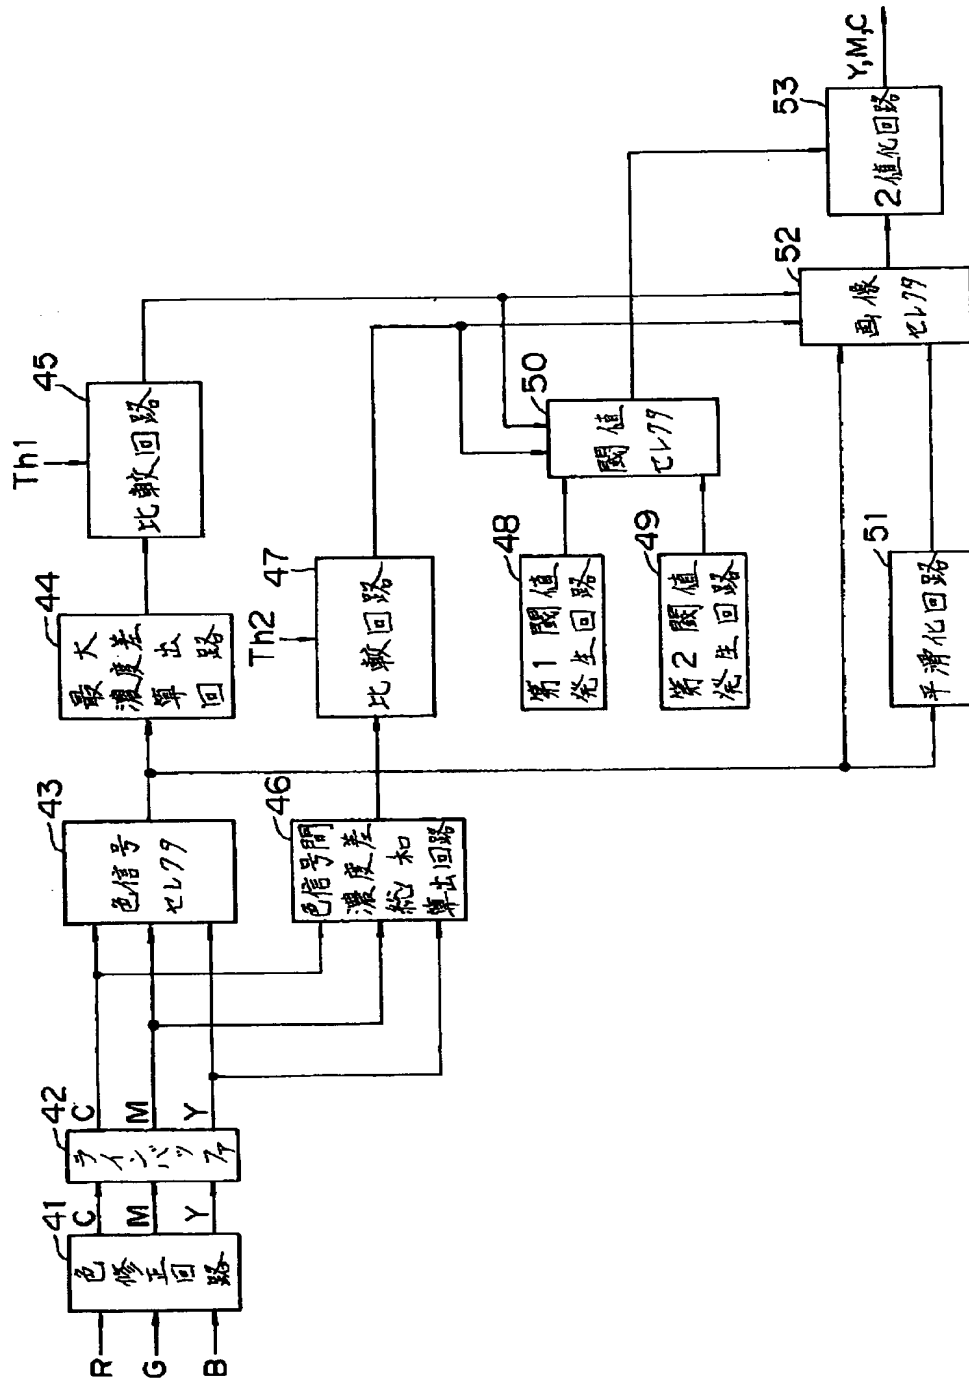 R
G
B
41
色修正回路
C
M
Y
42
ラインバッファ
C
M
Y
43
色信号
セレクタ
44
最大
濃度差
算出
回路
Th1
45
比較回路
46
色信号間
濃度差
総和
算出回路
Th2
47
比較回路
48
第1閾値
発生回路
49
第2閾値
発生回路
50
閾値
セレクタ
51
平滑化回路
52
画像
セレクタ
53
2値化回路
Y,M,C